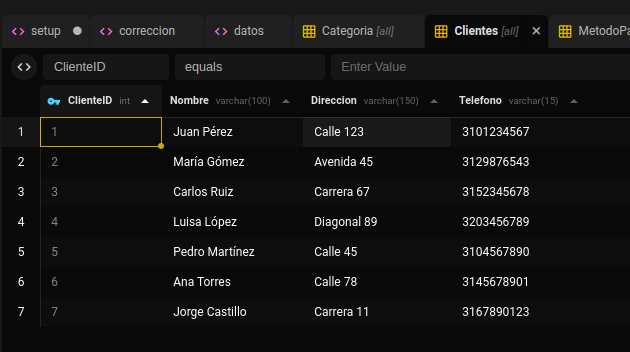 setup correccion datos Categoria [all] Clientes [all] MetodoPa
ClienteID equals Enter Value
ClienteID int Nombre varchar(100) Direccion varchar(150) Telefono varchar(15)
1 1 Juan Pérez Calle 123 3101234567
2 2 María Gómez Avenida 45 3129876543
3 3 Carlos Ruiz Carrera 67 3152345678
4 4 Luisa López Diagonal 89 3203456789
5 5 Pedro Martínez Calle 45 3104567890
6 6 Ana Torres Calle 78 3145678901
7 7 Jorge Castillo Carrera 11 3167890123